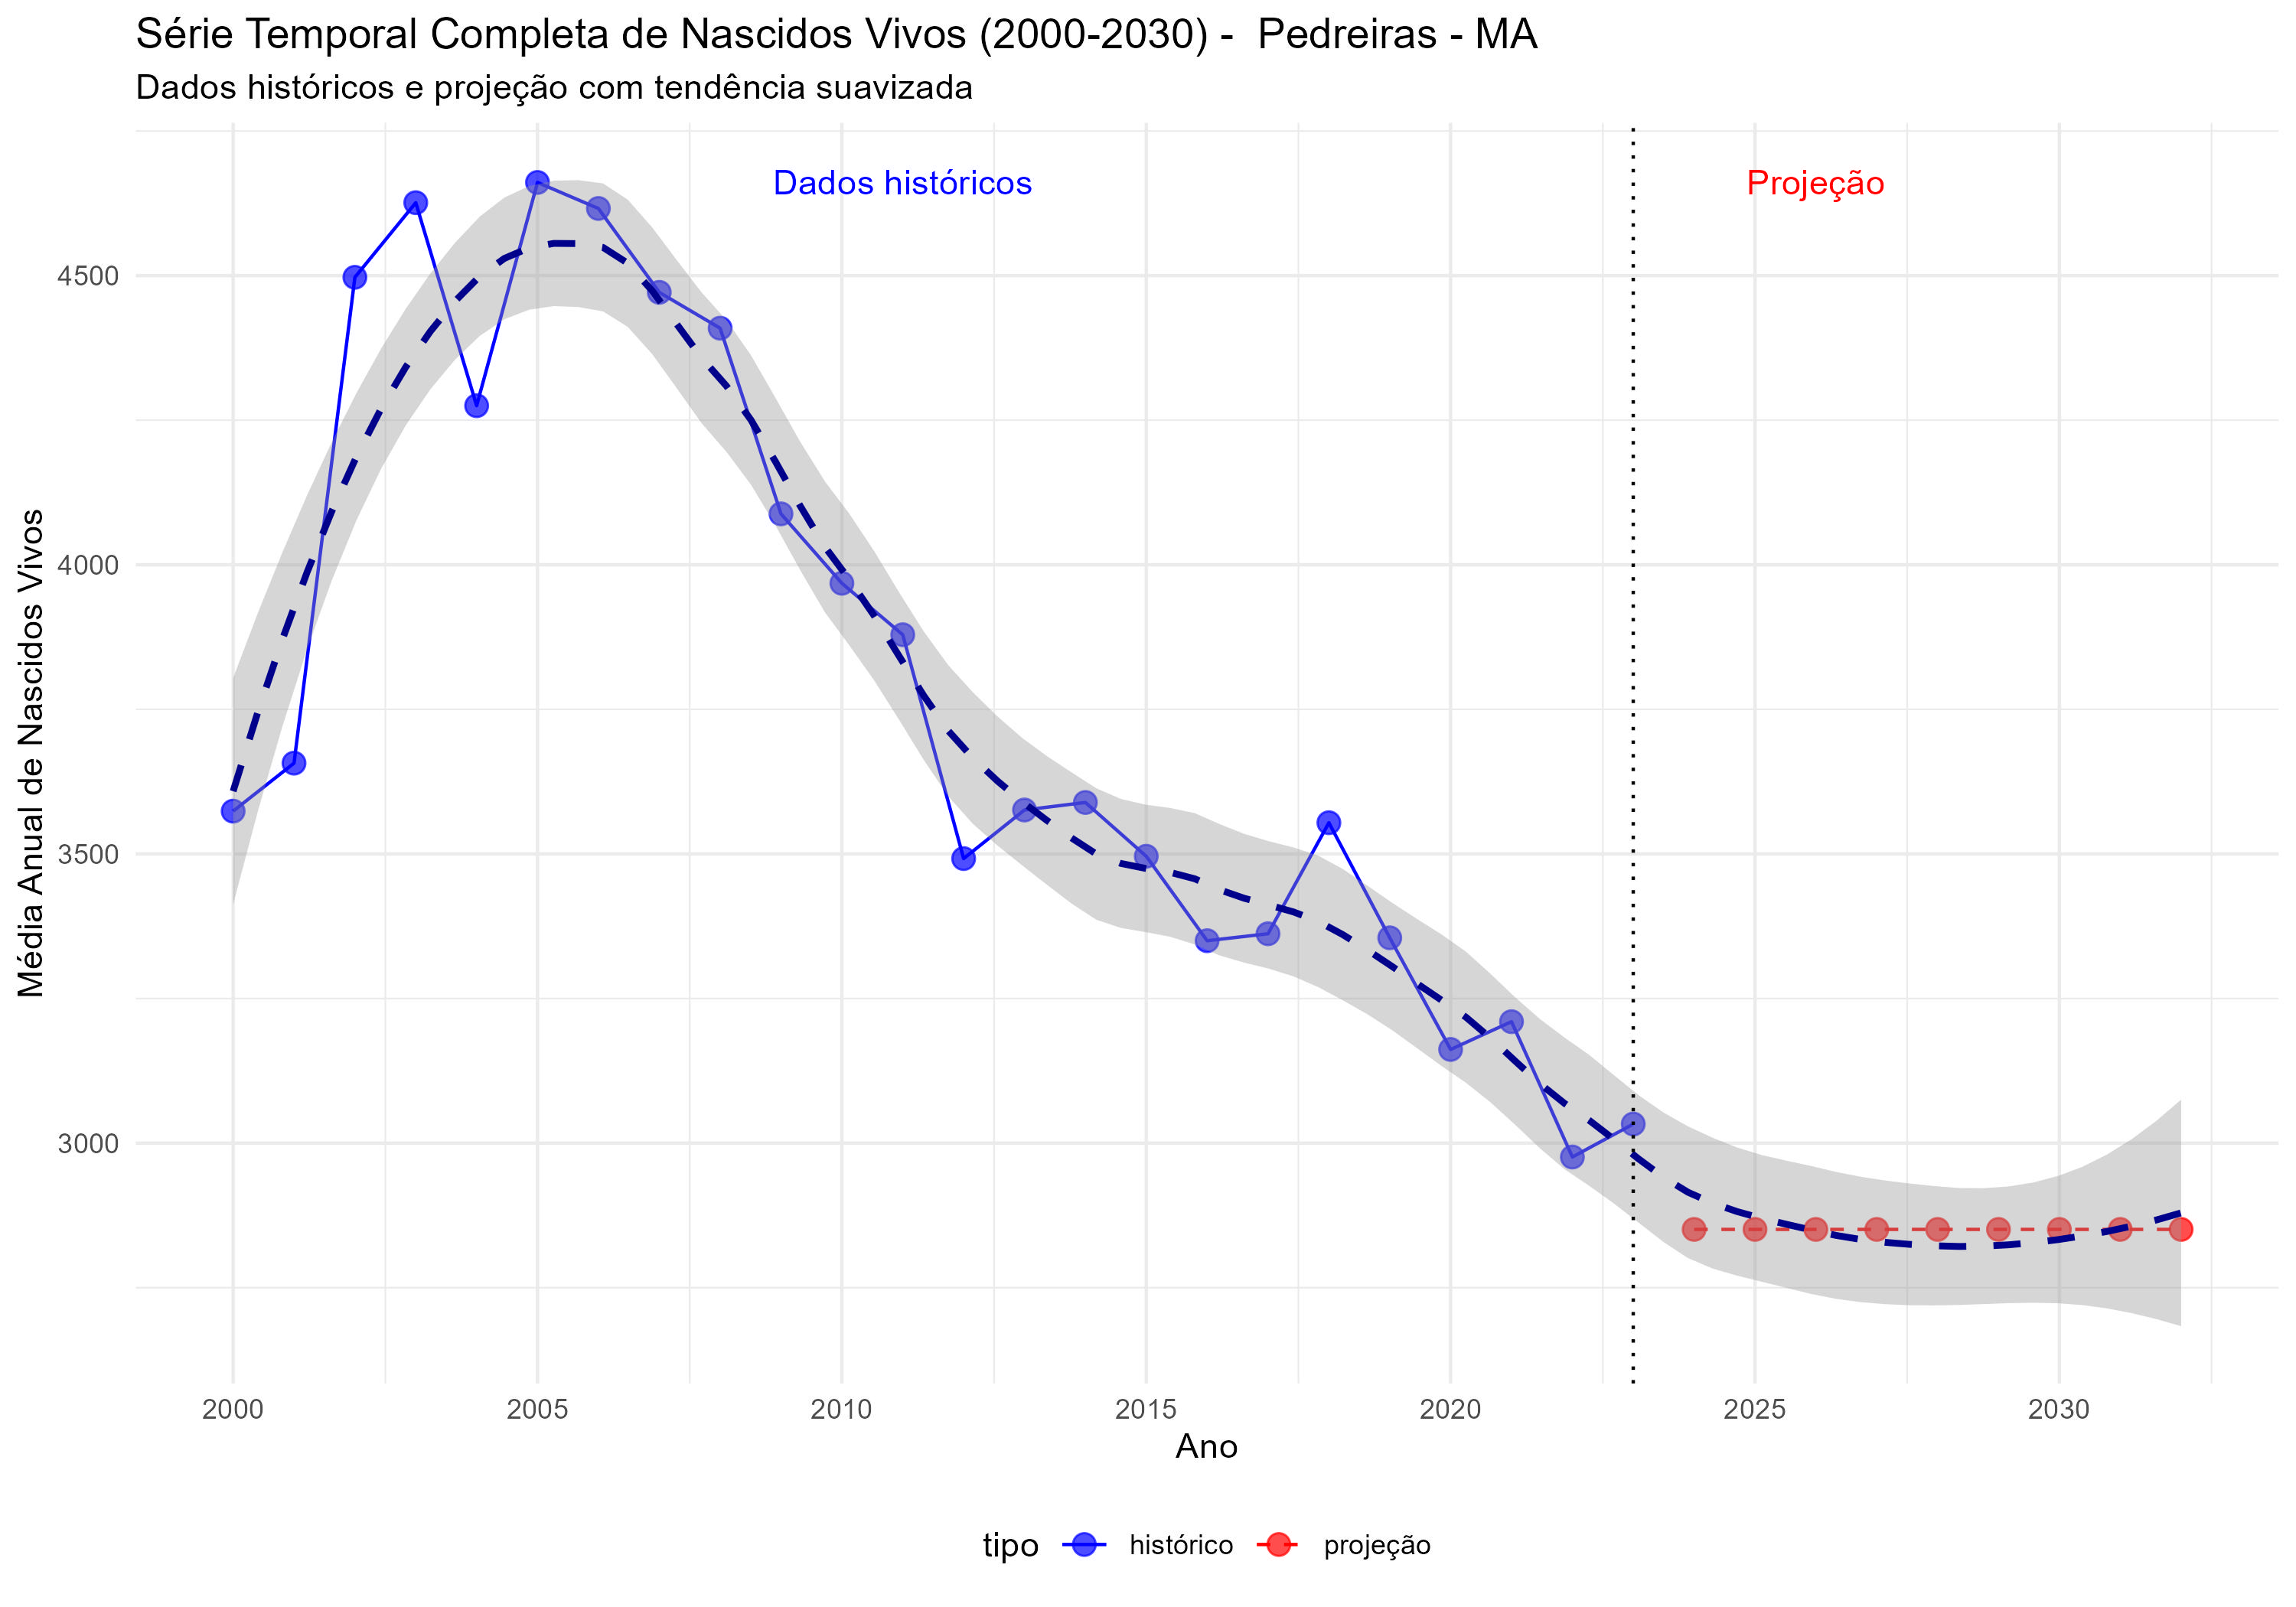 Série Temporal Completa de Nascidos Vivos (2000-2030) -  Pedreiras - MA
Dados históricos e projeção com tendência suavizada
Dados históricos
Projeção
Média Anual de Nascidos Vivos
4500
4000
3500
3000
2000
2005
2010
2015
2020
2025
2030
Ano
tipo
histórico
projeção